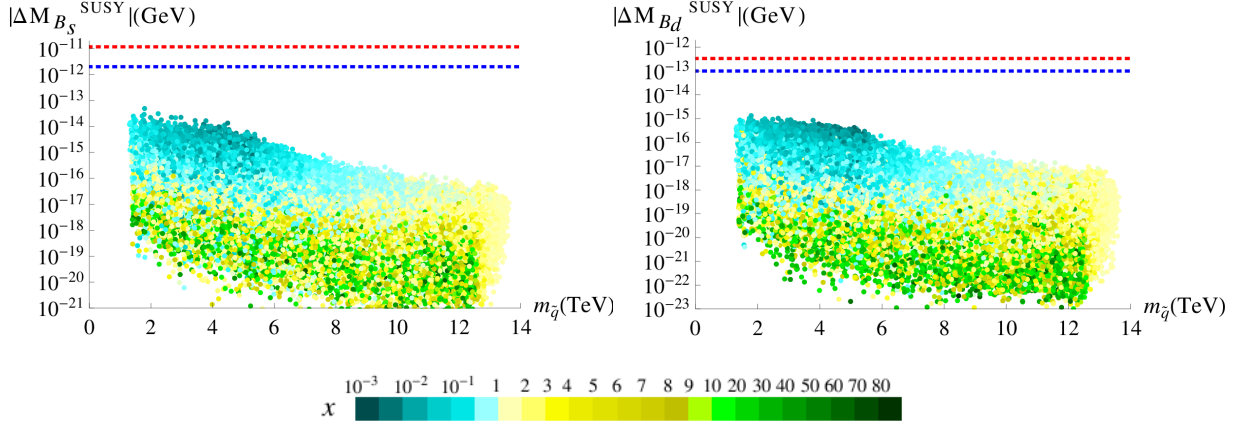 |ΔM_{B_s}^{SUSY}|(GeV)
10^{-11}
10^{-12}
10^{-13}
10^{-14}
10^{-15}
10^{-16}
10^{-17}
10^{-18}
10^{-19}
10^{-20}
10^{-21}
0 2 4 6 8 10 12 14
m_{q̃}(TeV)
|ΔM_{B_d}^{SUSY}|(GeV)
10^{-12}
10^{-13}
10^{-14}
10^{-15}
10^{-16}
10^{-17}
10^{-18}
10^{-19}
10^{-20}
10^{-21}
10^{-22}
10^{-23}
0 2 4 6 8 10 12 14
m_{q̃}(TeV)
10^{-3} 10^{-2} 10^{-1} 1 2 3 4 5 6 7 8 9 10 20 30 40 50 60 70 80
x